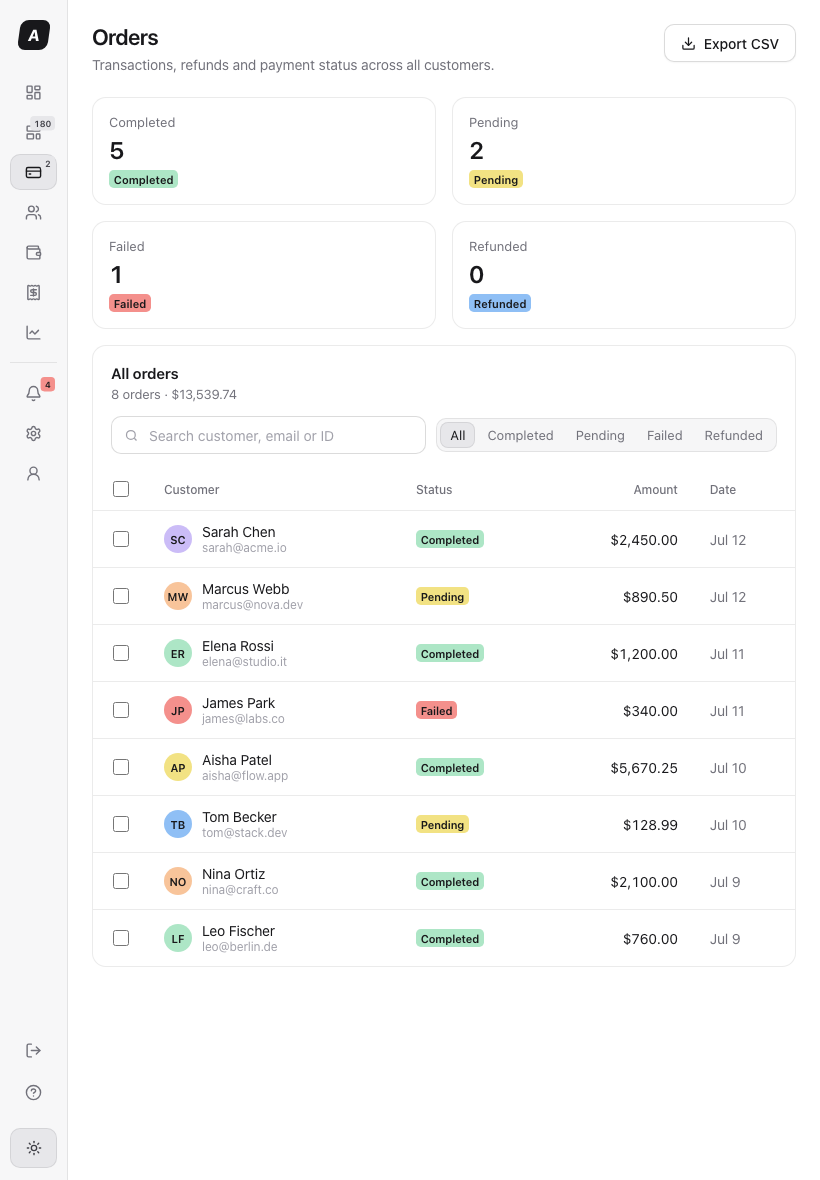 A
180
2
4
Orders
Transactions, refunds and payment status across all customers.
Export CSV
Completed
5
Completed
Pending
2
Pending
Failed
1
Failed
Refunded
0
Refunded
All orders
8 orders · $13,539.74
Search customer, email or ID
All Completed Pending Failed Refunded
Customer Status Amount Date
SC Sarah Chen Completed $2,450.00 Jul 12
sarah@acme.io
MW Marcus Webb Pending $890.50 Jul 12
marcus@nova.dev
ER Elena Rossi Completed $1,200.00 Jul 11
elena@studio.it
JP James Park Failed $340.00 Jul 11
james@labs.co
AP Aisha Patel Completed $5,670.25 Jul 10
aisha@flow.app
TB Tom Becker Pending $128.99 Jul 10
tom@stack.dev
NO Nina Ortiz Completed $2,100.00 Jul 9
nina@craft.co
LF Leo Fischer Completed $760.00 Jul 9
leo@berlin.de